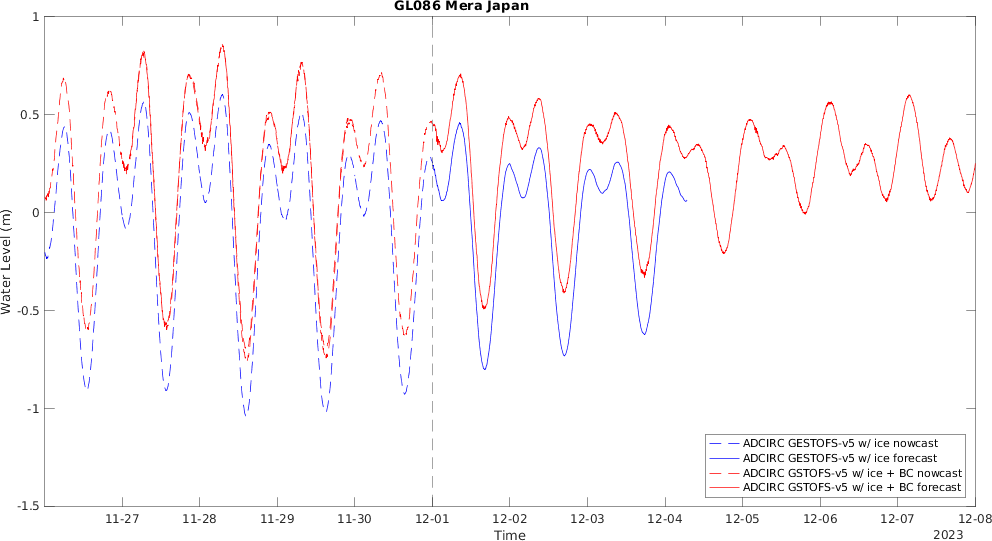 GL086 Mera Japan
1
0.5
0
-0.5
-1
-1.5
Water Level (m)
ADCIRC GESTOFS-v5 w/ ice nowcast
ADCIRC GESTOFS-v5 w/ ice forecast
ADCIRC GSTOFS-v5 w/ ice + BC nowcast
ADCIRC GSTOFS-v5 w/ ice + BC forecast
11-27 11-28 11-29 11-30 12-01 12-02 12-03 12-04 12-05 12-06 12-07 12-08
Time
2023